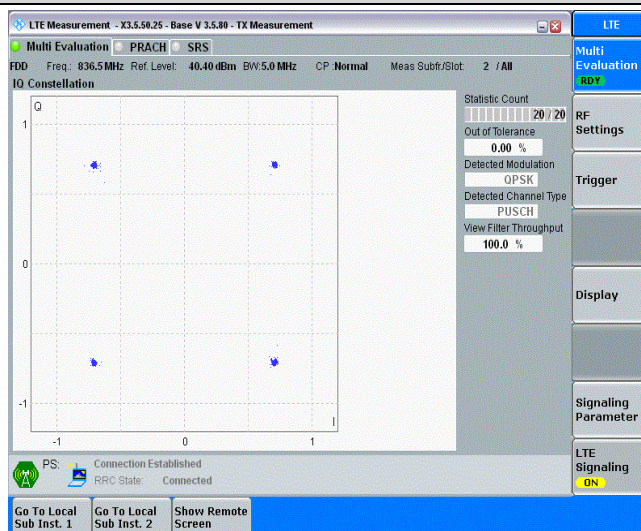 LTE Measurement - X3.5.50.25 - Base V 3.5.80 - TX Measurement
LTE
Multi Evaluation PRACH SRS
Multi Evaluation
RDY
FDD Freq.: 836.5 MHz Ref. Level: 40.40 dBm BW:5.0 MHz CP :Normal Meas Subfr./Slot: 2 / All
IQ Constellation
Q
1
0
-1
I
-1 0 1
Statistic Count
20 / 20
Out of Tolerance
0.00 %
Detected Modulation
QPSK
Detected Channel Type
PUSCH
View Filter Throughput
100.0 %
RF
Settings
Trigger
Display
Signaling
Parameter
LTE
Signaling
ON
PS: Connection Established
RRC State: Connected
Go To Local
Sub Inst. 1
Go To Local
Sub Inst. 2
Show Remote
Screen